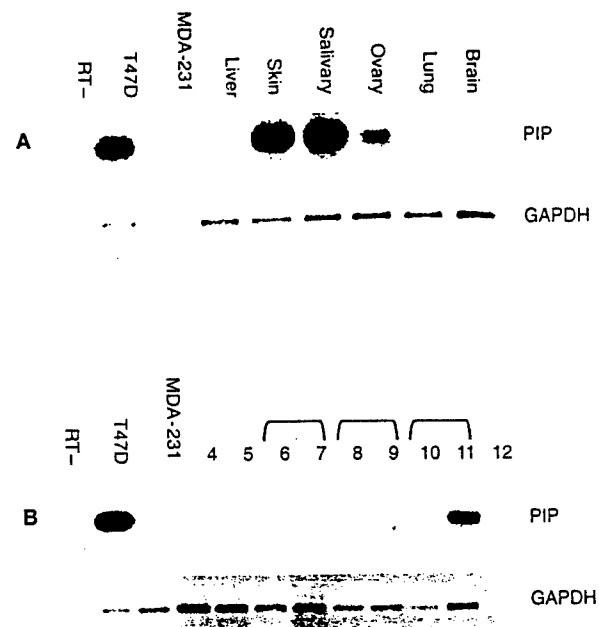 RT– T47D MDA-231 Liver Skin Salivary Ovary Lung Brain
A PIP
GAPDH
RT– T47D MDA-231 4 5 6 7 8 9 10 11 12
B PIP
GAPDH